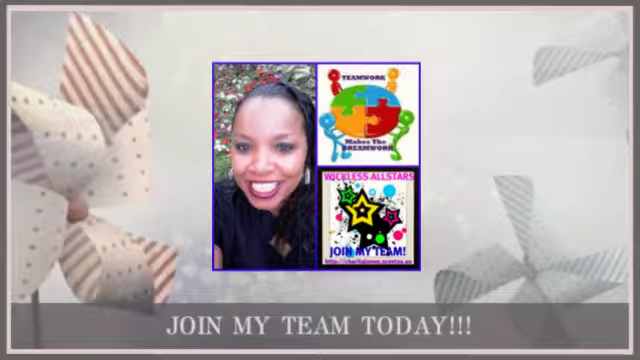 TEAMWORK
Makes The
DREAMWORK
WICKLESS ALLSTARS
JOIN MY TEAM!
JOIN MY TEAM TODAY!!!